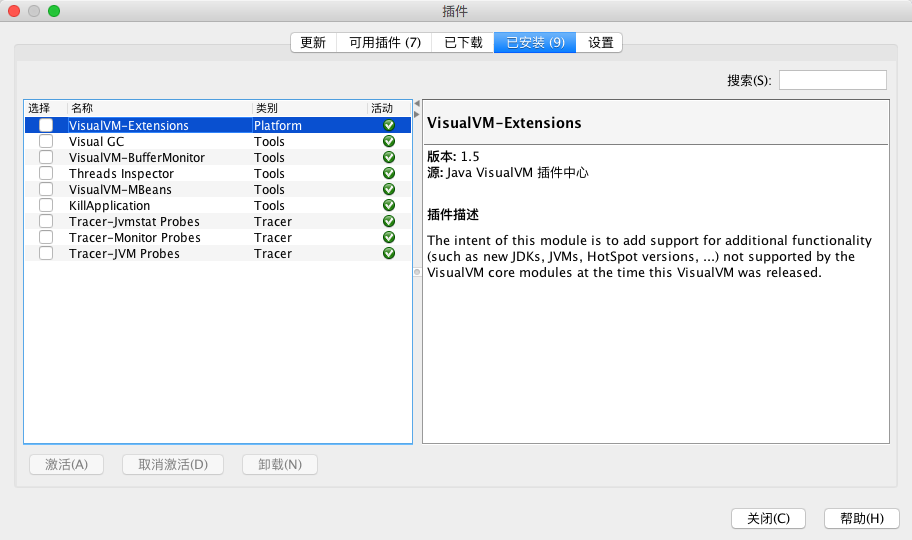 插件
更新 可用插件 (7) 已下载 已安装 (9) 设置
搜索(S):
选择 名称 类别 活动
VisualVM-Extensions Platform
Visual GC Tools
VisualVM-BufferMonitor Tools
Threads Inspector Tools
VisualVM-MBeans Tools
KillApplication Tools
Tracer-Jvmstat Probes Tracer
Tracer-Monitor Probes Tracer
Tracer-JVM Probes Tracer
VisualVM-Extensions
版本: 1.5
源: Java VisualVM 插件中心
插件描述
The intent of this module is to add support for additional functionality
(such as new JDKs, JVMs, HotSpot versions, ...) not supported by the
VisualVM core modules at the time this VisualVM was released.
激活(A) 取消激活(D) 卸载(N)
关闭(C) 帮助(H)